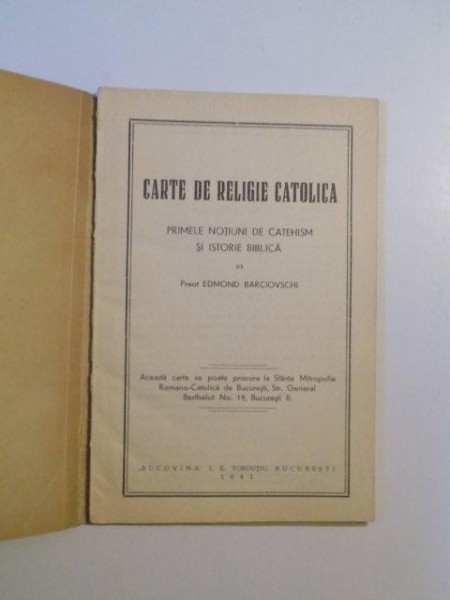 CARTE DE RELIGIE CATOLICA
PRIMELE NOȚIUNI DE CATEHISM
ȘI ISTORIE BIBLICĂ
DE
Preot EDMOND BARCIOVSCHI
Această carte se poate procura la Sfânta Mitropolie
Romano-Catolică de București, Str. General
Berthelot No. 19, București II.
„BUCOVINA" I. E. TOROUȚIU, BUCUREȘTI
1941